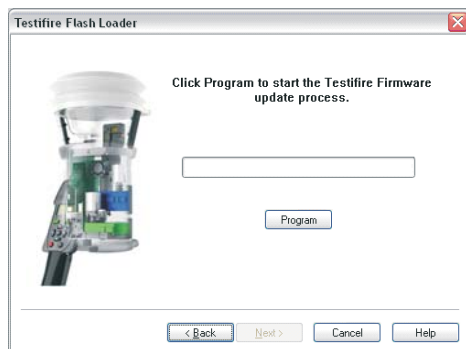 Testifire Flash Loader
Click Program to start the Testifire Firmware
update process.
Program
< Back
Next >
Cancel
Help